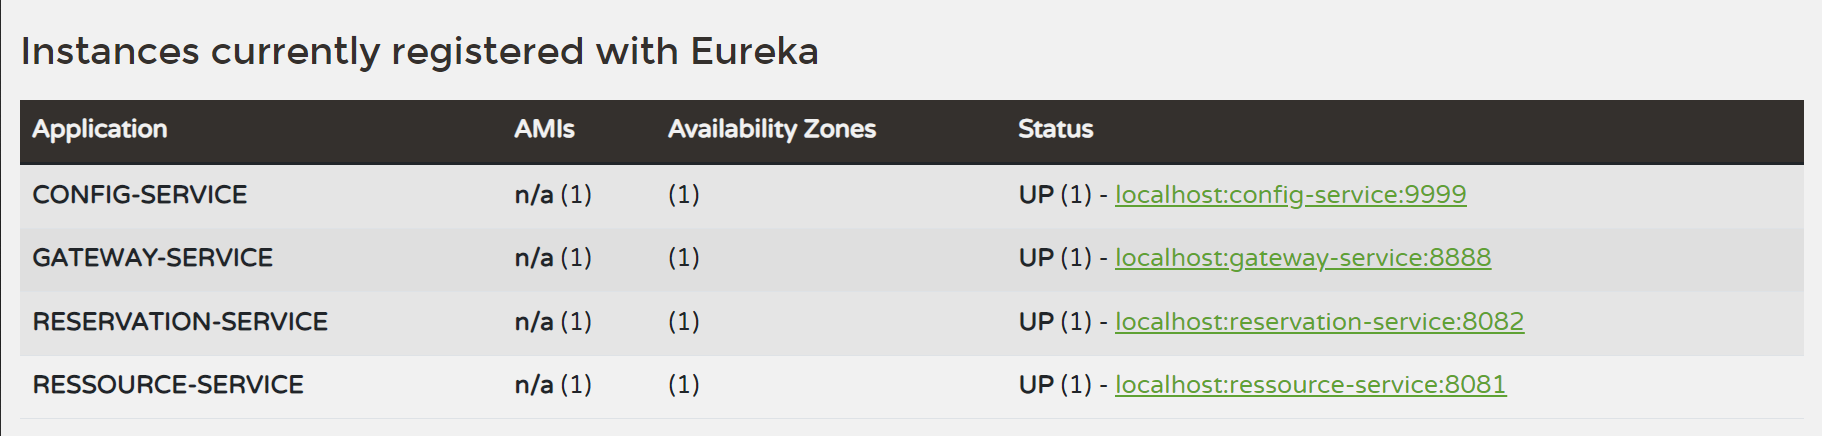 Instances currently registered with Eureka
Application AMIs Availability Zones Status
CONFIG-SERVICE n/a (1) (1) UP (1) - localhost:config-service:9999
GATEWAY-SERVICE n/a (1) (1) UP (1) - localhost:gateway-service:8888
RESERVATION-SERVICE n/a (1) (1) UP (1) - localhost:reservation-service:8082
RESSOURCE-SERVICE n/a (1) (1) UP (1) - localhost:ressource-service:8081